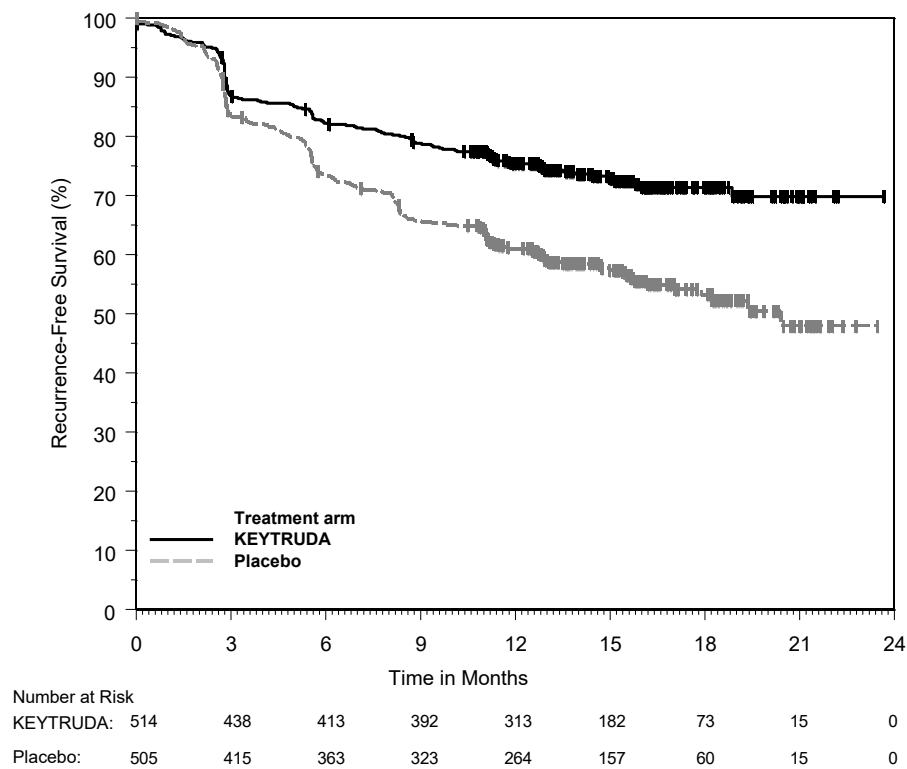 100
90
80
70
60
50
40
30
20
10
0
Recurrence-Free Survival (%)
Treatment arm
KEYTRUDA
Placebo
0 3 6 9 12 15 18 21 24
Time in Months
Number at Risk
KEYTRUDA: 514 438 413 392 313 182 73 15 0
Placebo: 505 415 363 323 264 157 60 15 0